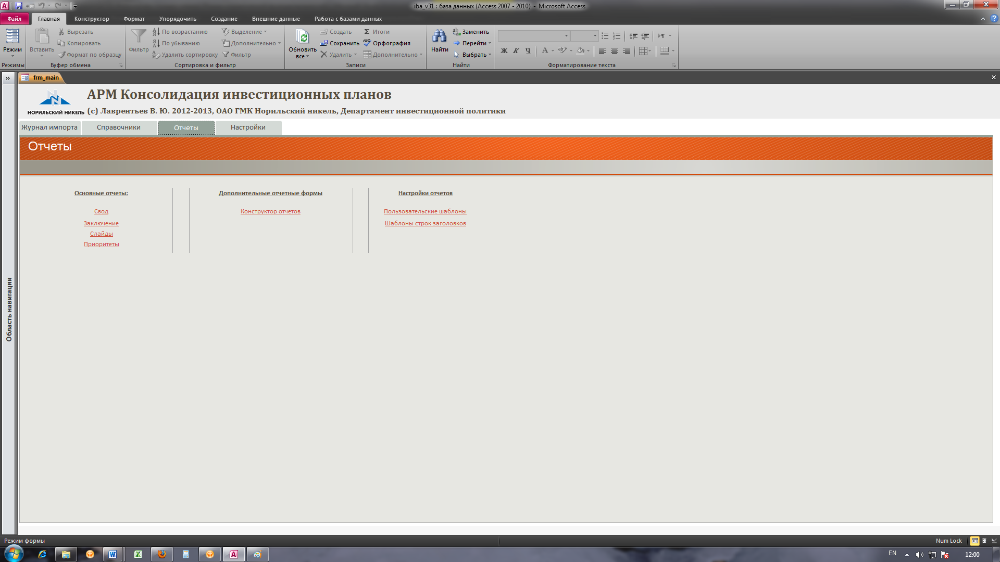 iba_v31 : база данных (Access 2007 - 2010) - Microsoft Access
Файл Главная Конструктор Формат Упорядочить Создание Внешние данные Работа с базами данных
Режим
Режимы
Вставить
Вырезать
Копировать
Формат по образцу
Буфер обмена
Фильтр
По возрастанию
По убыванию
Удалить сортировку
Выделение
Дополнительно
Фильтр
Сортировка и фильтр
Обновить
все
Создать
Сохранить
Удалить
Итоги
Орфография
Дополнительно
Записи
Найти
Заменить
Перейти
Выбрать
Найти
Ж К Ч А
Форматирование текста
frm_main
Область навигации
НОРИЛЬСКИЙ НИКЕЛЬ
АРМ Консолидация инвестиционных планов
(с) Лаврентьев В. Ю. 2012-2013, ОАО ГМК Норильский никель, Департамент инвестиционной политики
Журнал импорта Справочники Отчеты Настройки
Отчеты
Основные отчеты:
Свод
Заключение
Слайды
Приоритеты
Дополнительные отчетные формы
Конструктор отчетов
Настройки отчетов
Пользовательские шаблоны
Шаблоны строк заголовков
Режим формы
Num Lock
EN
12:00